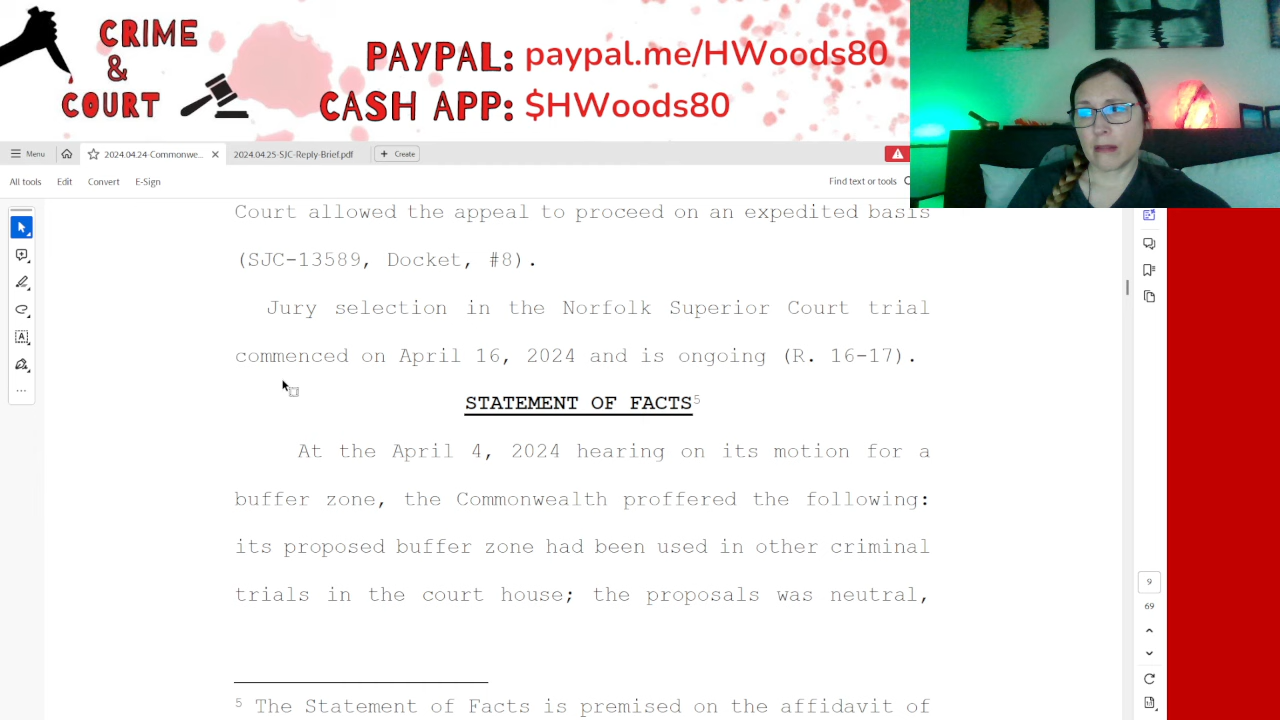 CRIME
&
COURT
PAYPAL: paypal.me/HWoods80
CASH APP: $HWoods80
Menu
2024.04.24-Commonwe...
2024.04.25-SJC-Reply-Brief.pdf
+ Create
All tools
Edit
Convert
E-Sign
Find text or tools
Court allowed the appeal to proceed on an expedited basis
(SJC-13589, Docket, #8).
Jury selection in the Norfolk Superior Court trial
commenced on April 16, 2024 and is ongoing (R. 16-17).
STATEMENT OF FACTS5
At the April 4, 2024 hearing on its motion for a
buffer zone, the Commonwealth proffered the following:
its proposed buffer zone had been used in other criminal
trials in the court house; the proposals was neutral,
5 The Statement of Facts is premised on the affidavit of
9
69